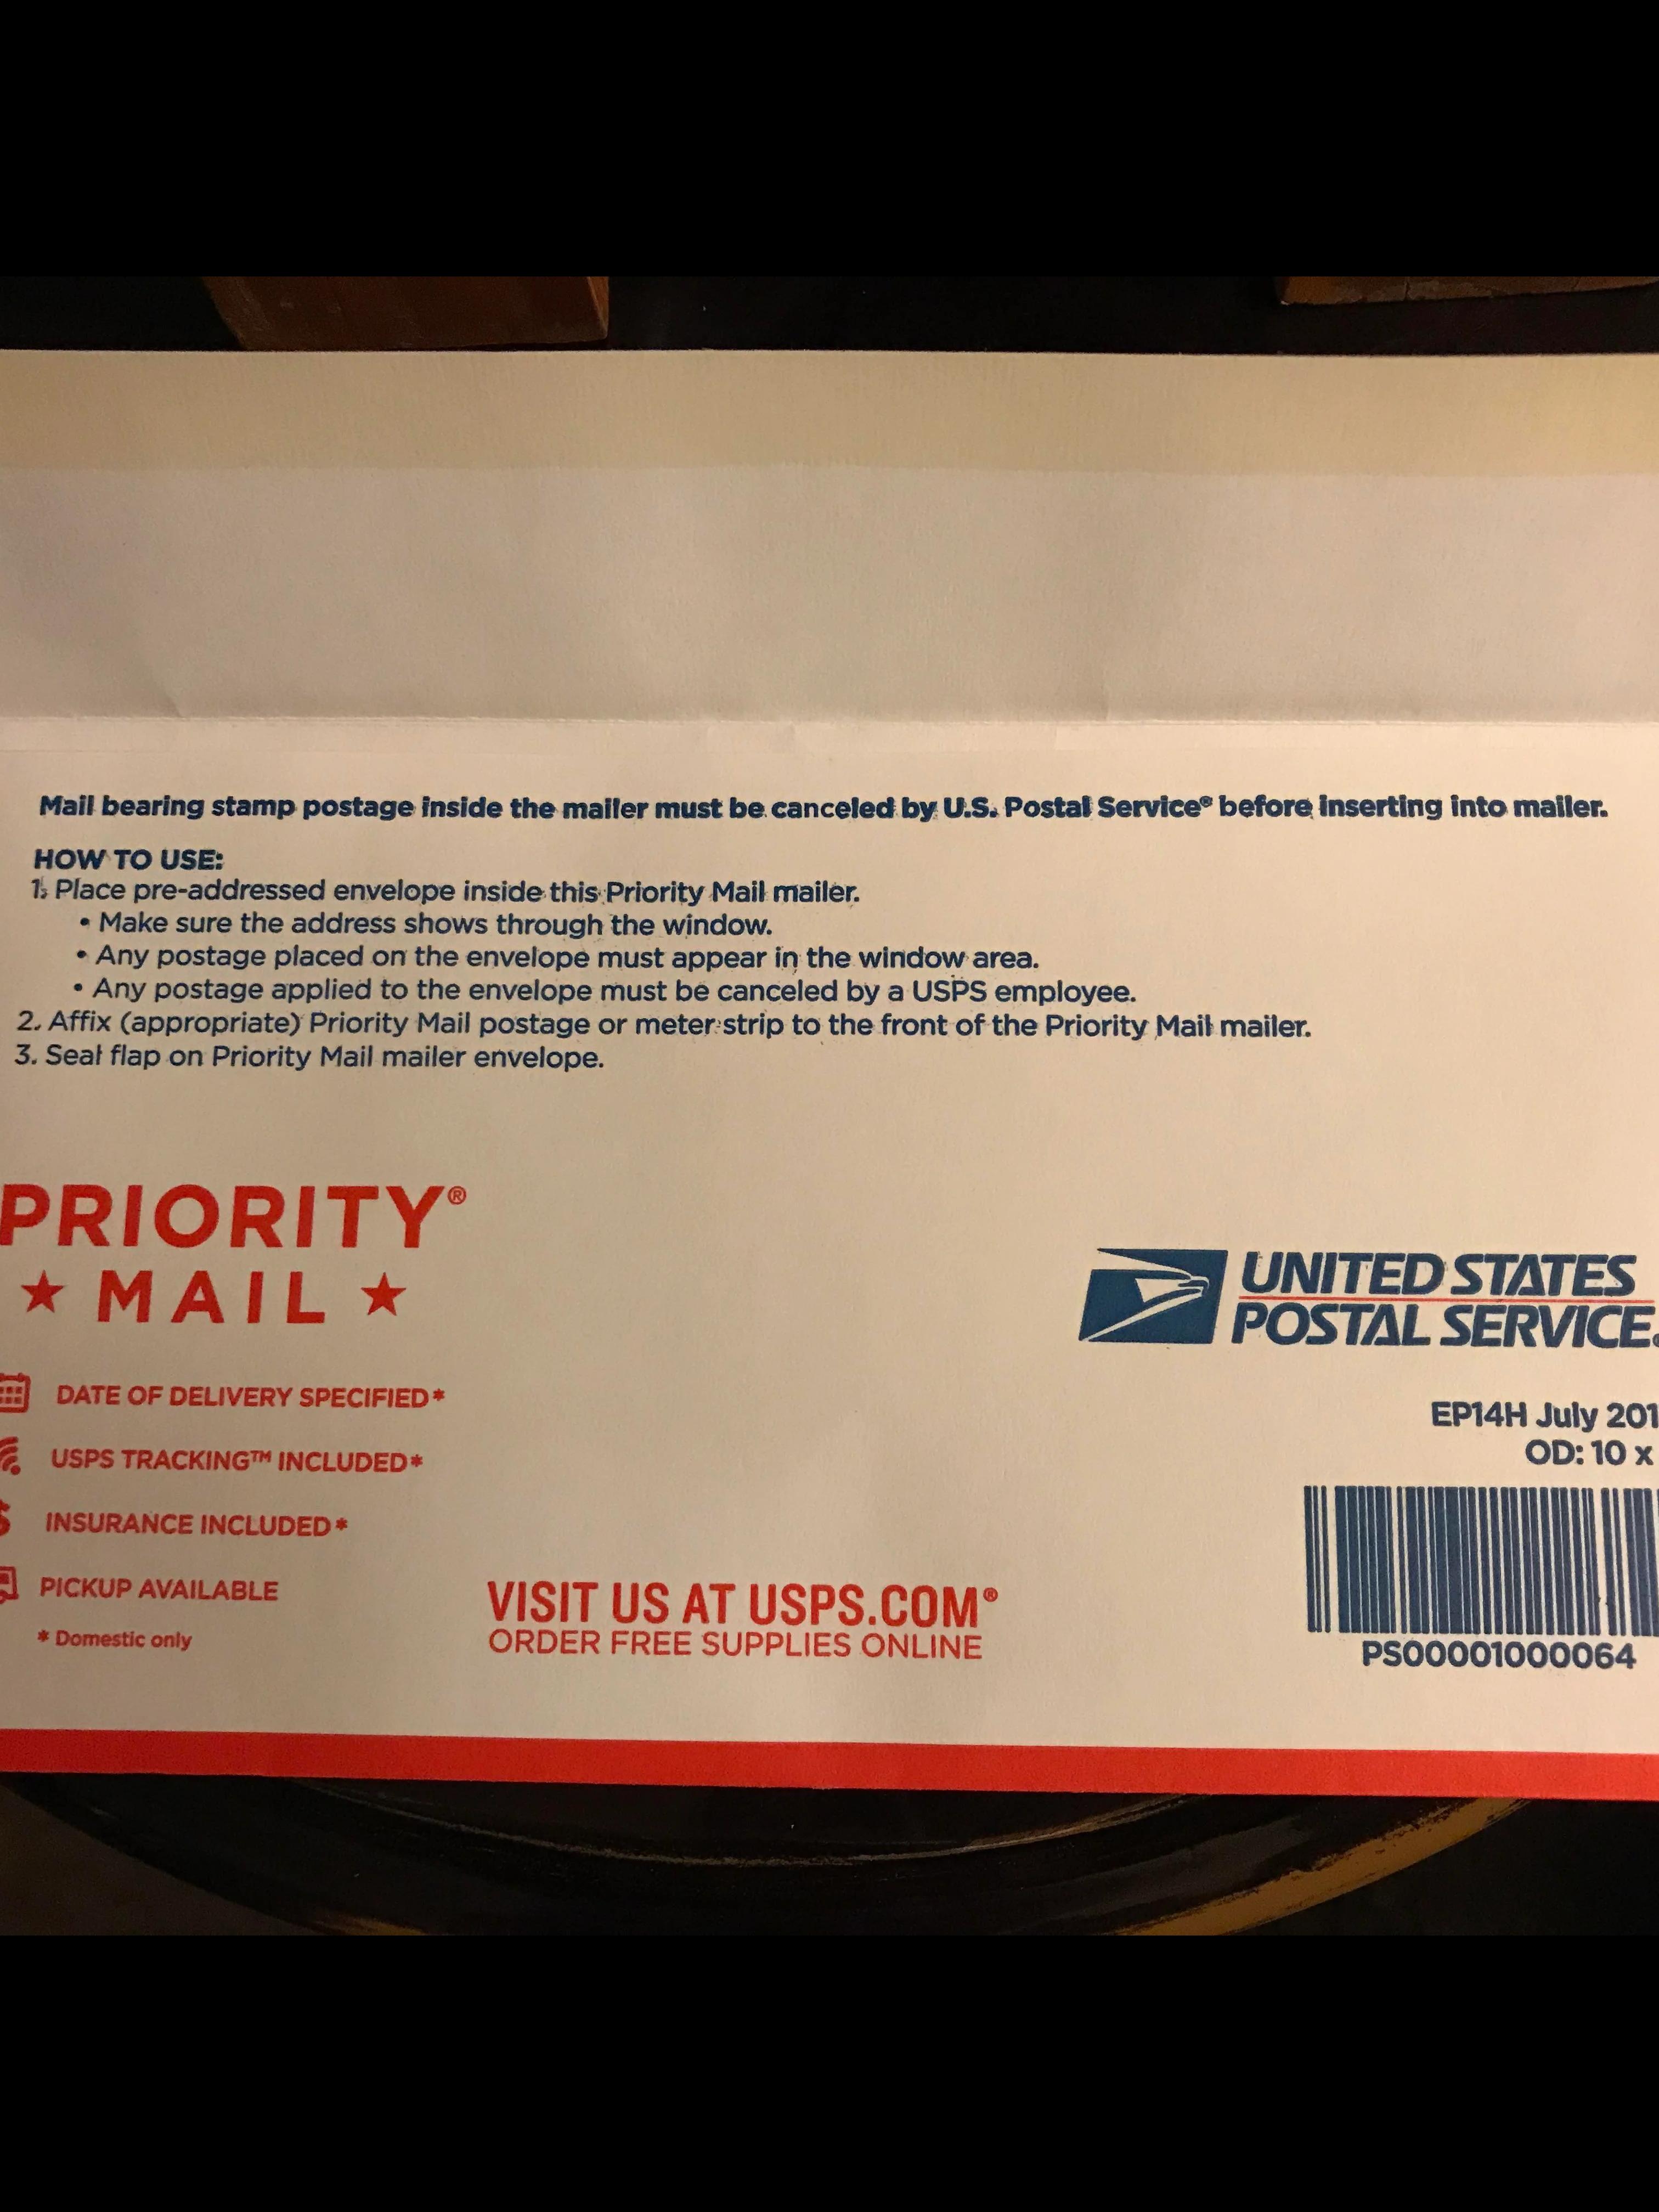 Mail bearing stamp postage inside the mailer must be canceled by U.S. Postal Service® before inserting into mailer.
HOW TO USE:
1. Place pre-addressed envelope inside this Priority Mail mailer.
• Make sure the address shows through the window.
• Any postage placed on the envelope must appear in the window area.
• Any postage applied to the envelope must be canceled by a USPS employee.
2. Affix (appropriate) Priority Mail postage or meter strip to the front of the Priority Mail mailer.
3. Seal flap on Priority Mail mailer envelope.
PRIORITY®
★ MAIL ★
DATE OF DELIVERY SPECIFIED*
USPS TRACKING™ INCLUDED*
INSURANCE INCLUDED*
PICKUP AVAILABLE
* Domestic only
VISIT US AT USPS.COM®
ORDER FREE SUPPLIES ONLINE
UNITED STATES
POSTAL SERVICE®
EP14H July 201
OD: 10 x
PS00001000064